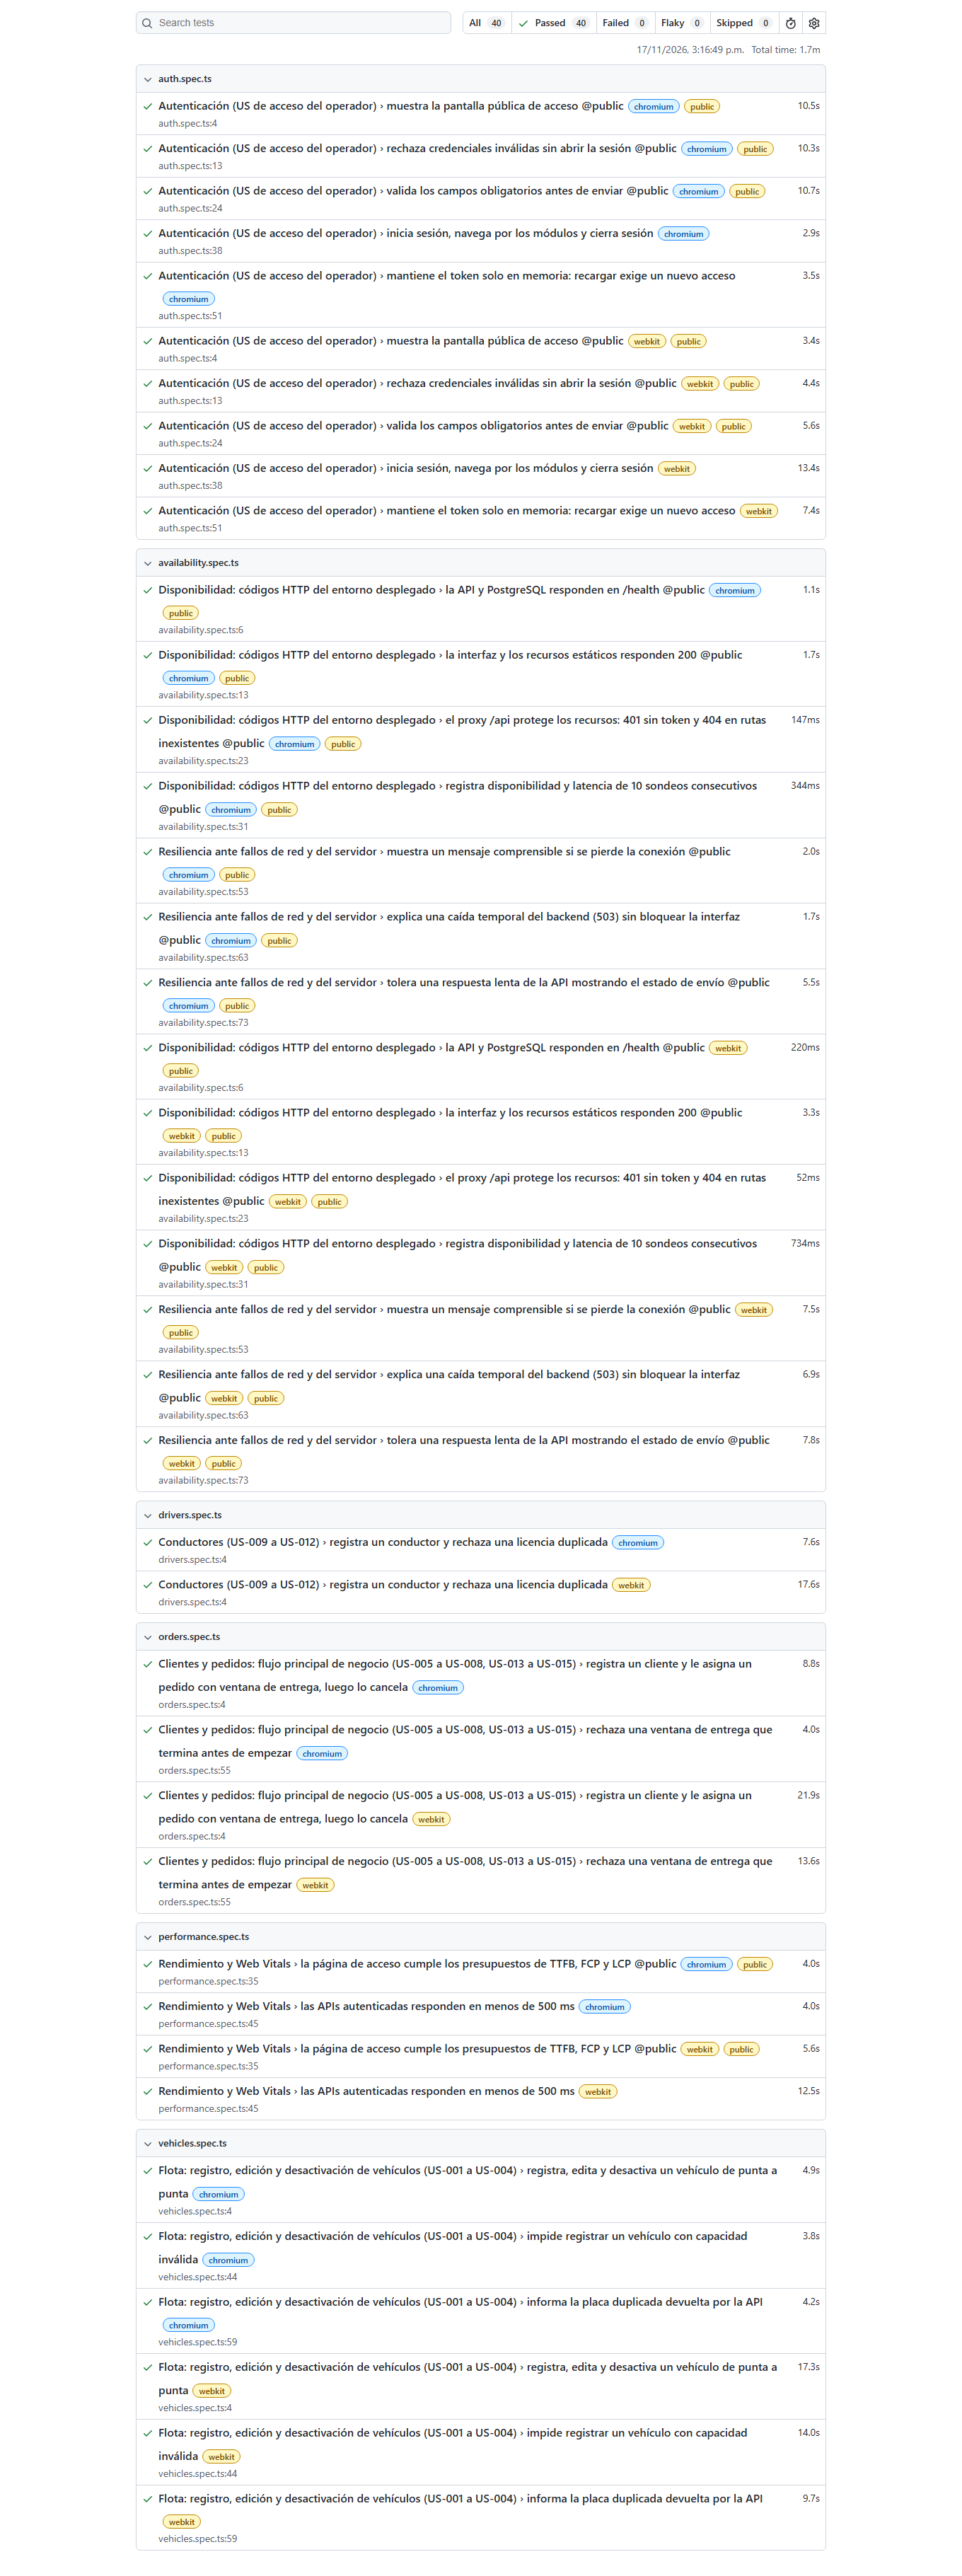 Search tests
All 40 Passed 40 Failed 0 Flaky 0 Skipped 0
17/11/2026, 3:16:49 p.m. Total time: 1.7m
auth.spec.ts
Autenticación (US de acceso del operador) › muestra la pantalla pública de acceso @public chromium public 10.5s
auth.spec.ts:4
Autenticación (US de acceso del operador) › rechaza credenciales inválidas sin abrir la sesión @public chromium public 10.3s
auth.spec.ts:13
Autenticación (US de acceso del operador) › valida los campos obligatorios antes de enviar @public chromium public 10.7s
auth.spec.ts:24
Autenticación (US de acceso del operador) › inicia sesión, navega por los módulos y cierra sesión chromium 2.9s
auth.spec.ts:38
Autenticación (US de acceso del operador) › mantiene el token solo en memoria: recargar exige un nuevo acceso 3.5s
chromium
auth.spec.ts:51
Autenticación (US de acceso del operador) › muestra la pantalla pública de acceso @public webkit public 3.4s
auth.spec.ts:4
Autenticación (US de acceso del operador) › rechaza credenciales inválidas sin abrir la sesión @public webkit public 4.4s
auth.spec.ts:13
Autenticación (US de acceso del operador) › valida los campos obligatorios antes de enviar @public webkit public 5.6s
auth.spec.ts:24
Autenticación (US de acceso del operador) › inicia sesión, navega por los módulos y cierra sesión webkit 13.4s
auth.spec.ts:38
Autenticación (US de acceso del operador) › mantiene el token solo en memoria: recargar exige un nuevo acceso webkit 7.4s
auth.spec.ts:51
availability.spec.ts
Disponibilidad: códigos HTTP del entorno desplegado › la API y PostgreSQL responden en /health @public chromium 1.1s
public
availability.spec.ts:6
Disponibilidad: códigos HTTP del entorno desplegado › la interfaz y los recursos estáticos responden 200 @public 1.7s
chromium public
availability.spec.ts:13
Disponibilidad: códigos HTTP del entorno desplegado › el proxy /api protege los recursos: 401 sin token y 404 en rutas 147ms
inexistentes @public chromium public
availability.spec.ts:23
Disponibilidad: códigos HTTP del entorno desplegado › registra disponibilidad y latencia de 10 sondeos consecutivos 344ms
@public chromium public
availability.spec.ts:31
Resiliencia ante fallos de red y del servidor › muestra un mensaje comprensible si se pierde la conexión @public 2.0s
chromium public
availability.spec.ts:53
Resiliencia ante fallos de red y del servidor › explica una caída temporal del backend (503) sin bloquear la interfaz 1.7s
@public chromium public
availability.spec.ts:63
Resiliencia ante fallos de red y del servidor › tolera una respuesta lenta de la API mostrando el estado de envío @public 5.5s
chromium public
availability.spec.ts:73
Disponibilidad: códigos HTTP del entorno desplegado › la API y PostgreSQL responden en /health @public webkit 220ms
public
availability.spec.ts:6
Disponibilidad: códigos HTTP del entorno desplegado › la interfaz y los recursos estáticos responden 200 @public 3.3s
webkit public
availability.spec.ts:13
Disponibilidad: códigos HTTP del entorno desplegado › el proxy /api protege los recursos: 401 sin token y 404 en rutas 52ms
inexistentes @public webkit public
availability.spec.ts:23
Disponibilidad: códigos HTTP del entorno desplegado › registra disponibilidad y latencia de 10 sondeos consecutivos 734ms
@public webkit public
availability.spec.ts:31
Resiliencia ante fallos de red y del servidor › muestra un mensaje comprensible si se pierde la conexión @public webkit 7.5s
public
availability.spec.ts:53
Resiliencia ante fallos de red y del servidor › explica una caída temporal del backend (503) sin bloquear la interfaz 6.9s
@public webkit public
availability.spec.ts:63
Resiliencia ante fallos de red y del servidor › tolera una respuesta lenta de la API mostrando el estado de envío @public 7.8s
webkit public
availability.spec.ts:73
drivers.spec.ts
Conductores (US-009 a US-012) › registra un conductor y rechaza una licencia duplicada chromium 7.6s
drivers.spec.ts:4
Conductores (US-009 a US-012) › registra un conductor y rechaza una licencia duplicada webkit 17.6s
drivers.spec.ts:4
orders.spec.ts
Clientes y pedidos: flujo principal de negocio (US-005 a US-008, US-013 a US-015) › registra un cliente y le asigna un 8.8s
pedido con ventana de entrega, luego lo cancela chromium
orders.spec.ts:4
Clientes y pedidos: flujo principal de negocio (US-005 a US-008, US-013 a US-015) › rechaza una ventana de entrega que 4.0s
termina antes de empezar chromium
orders.spec.ts:55
Clientes y pedidos: flujo principal de negocio (US-005 a US-008, US-013 a US-015) › registra un cliente y le asigna un 21.9s
pedido con ventana de entrega, luego lo cancela webkit
orders.spec.ts:4
Clientes y pedidos: flujo principal de negocio (US-005 a US-008, US-013 a US-015) › rechaza una ventana de entrega que 13.6s
termina antes de empezar webkit
orders.spec.ts:55
performance.spec.ts
Rendimiento y Web Vitals › la página de acceso cumple los presupuestos de TTFB, FCP y LCP @public chromium public 4.0s
performance.spec.ts:35
Rendimiento y Web Vitals › las APIs autenticadas responden en menos de 500 ms chromium 4.0s
performance.spec.ts:45
Rendimiento y Web Vitals › la página de acceso cumple los presupuestos de TTFB, FCP y LCP @public webkit public 5.6s
performance.spec.ts:35
Rendimiento y Web Vitals › las APIs autenticadas responden en menos de 500 ms webkit 12.5s
performance.spec.ts:45
vehicles.spec.ts
Flota: registro, edición y desactivación de vehículos (US-001 a US-004) › registra, edita y desactiva un vehículo de punta a 4.9s
punta chromium
vehicles.spec.ts:4
Flota: registro, edición y desactivación de vehículos (US-001 a US-004) › impide registrar un vehículo con capacidad 3.8s
inválida chromium
vehicles.spec.ts:44
Flota: registro, edición y desactivación de vehículos (US-001 a US-004) › informa la placa duplicada devuelta por la API 4.2s
chromium
vehicles.spec.ts:59
Flota: registro, edición y desactivación de vehículos (US-001 a US-004) › registra, edita y desactiva un vehículo de punta a 17.3s
punta webkit
vehicles.spec.ts:4
Flota: registro, edición y desactivación de vehículos (US-001 a US-004) › impide registrar un vehículo con capacidad 14.0s
inválida webkit
vehicles.spec.ts:44
Flota: registro, edición y desactivación de vehículos (US-001 a US-004) › informa la placa duplicada devuelta por la API 9.7s
webkit
vehicles.spec.ts:59